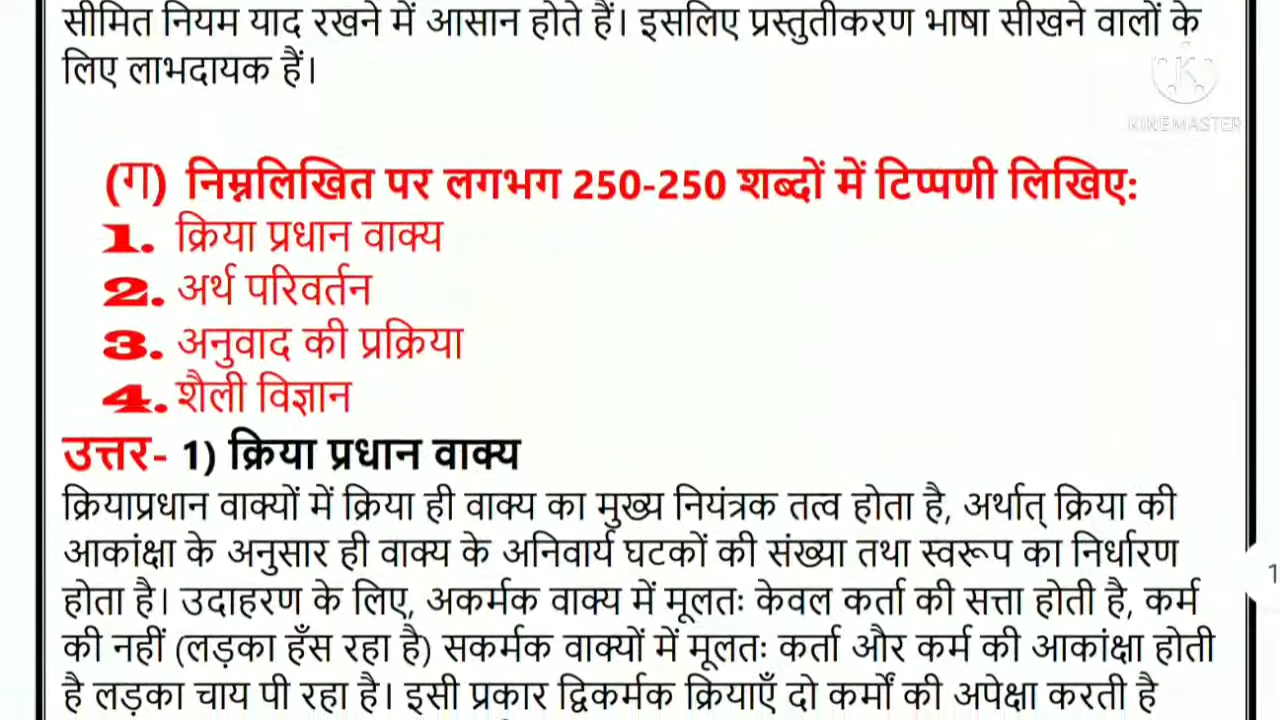 सीमित नियम याद रखने में आसान होते हैं। इसलिए प्रस्तुतीकरण भाषा सीखने वालों के
लिए लाभदायक हैं।
K
KINEMASTER
(ग) निम्नलिखित पर लगभग 250-250 शब्दों में टिप्पणी लिखिए:
1. क्रिया प्रधान वाक्य
2. अर्थ परिवर्तन
3. अनुवाद की प्रक्रिया
4. शैली विज्ञान
उत्तर- 1) क्रिया प्रधान वाक्य
क्रियाप्रधान वाक्यों में क्रिया ही वाक्य का मुख्य नियंत्रक तत्व होता है, अर्थात् क्रिया की
आकांक्षा के अनुसार ही वाक्य के अनिवार्य घटकों की संख्या तथा स्वरूप का निर्धारण
होता है। उदाहरण के लिए, अकर्मक वाक्य में मूलतः केवल कर्ता की सत्ता होती है, कर्म
की नहीं (लड़का हँस रहा है) सकर्मक वाक्यों में मूलतः कर्ता और कर्म की आकांक्षा होती
है लड़का चाय पी रहा है। इसी प्रकार द्विकर्मक क्रियाएँ दो कर्मों की अपेक्षा करती है
1